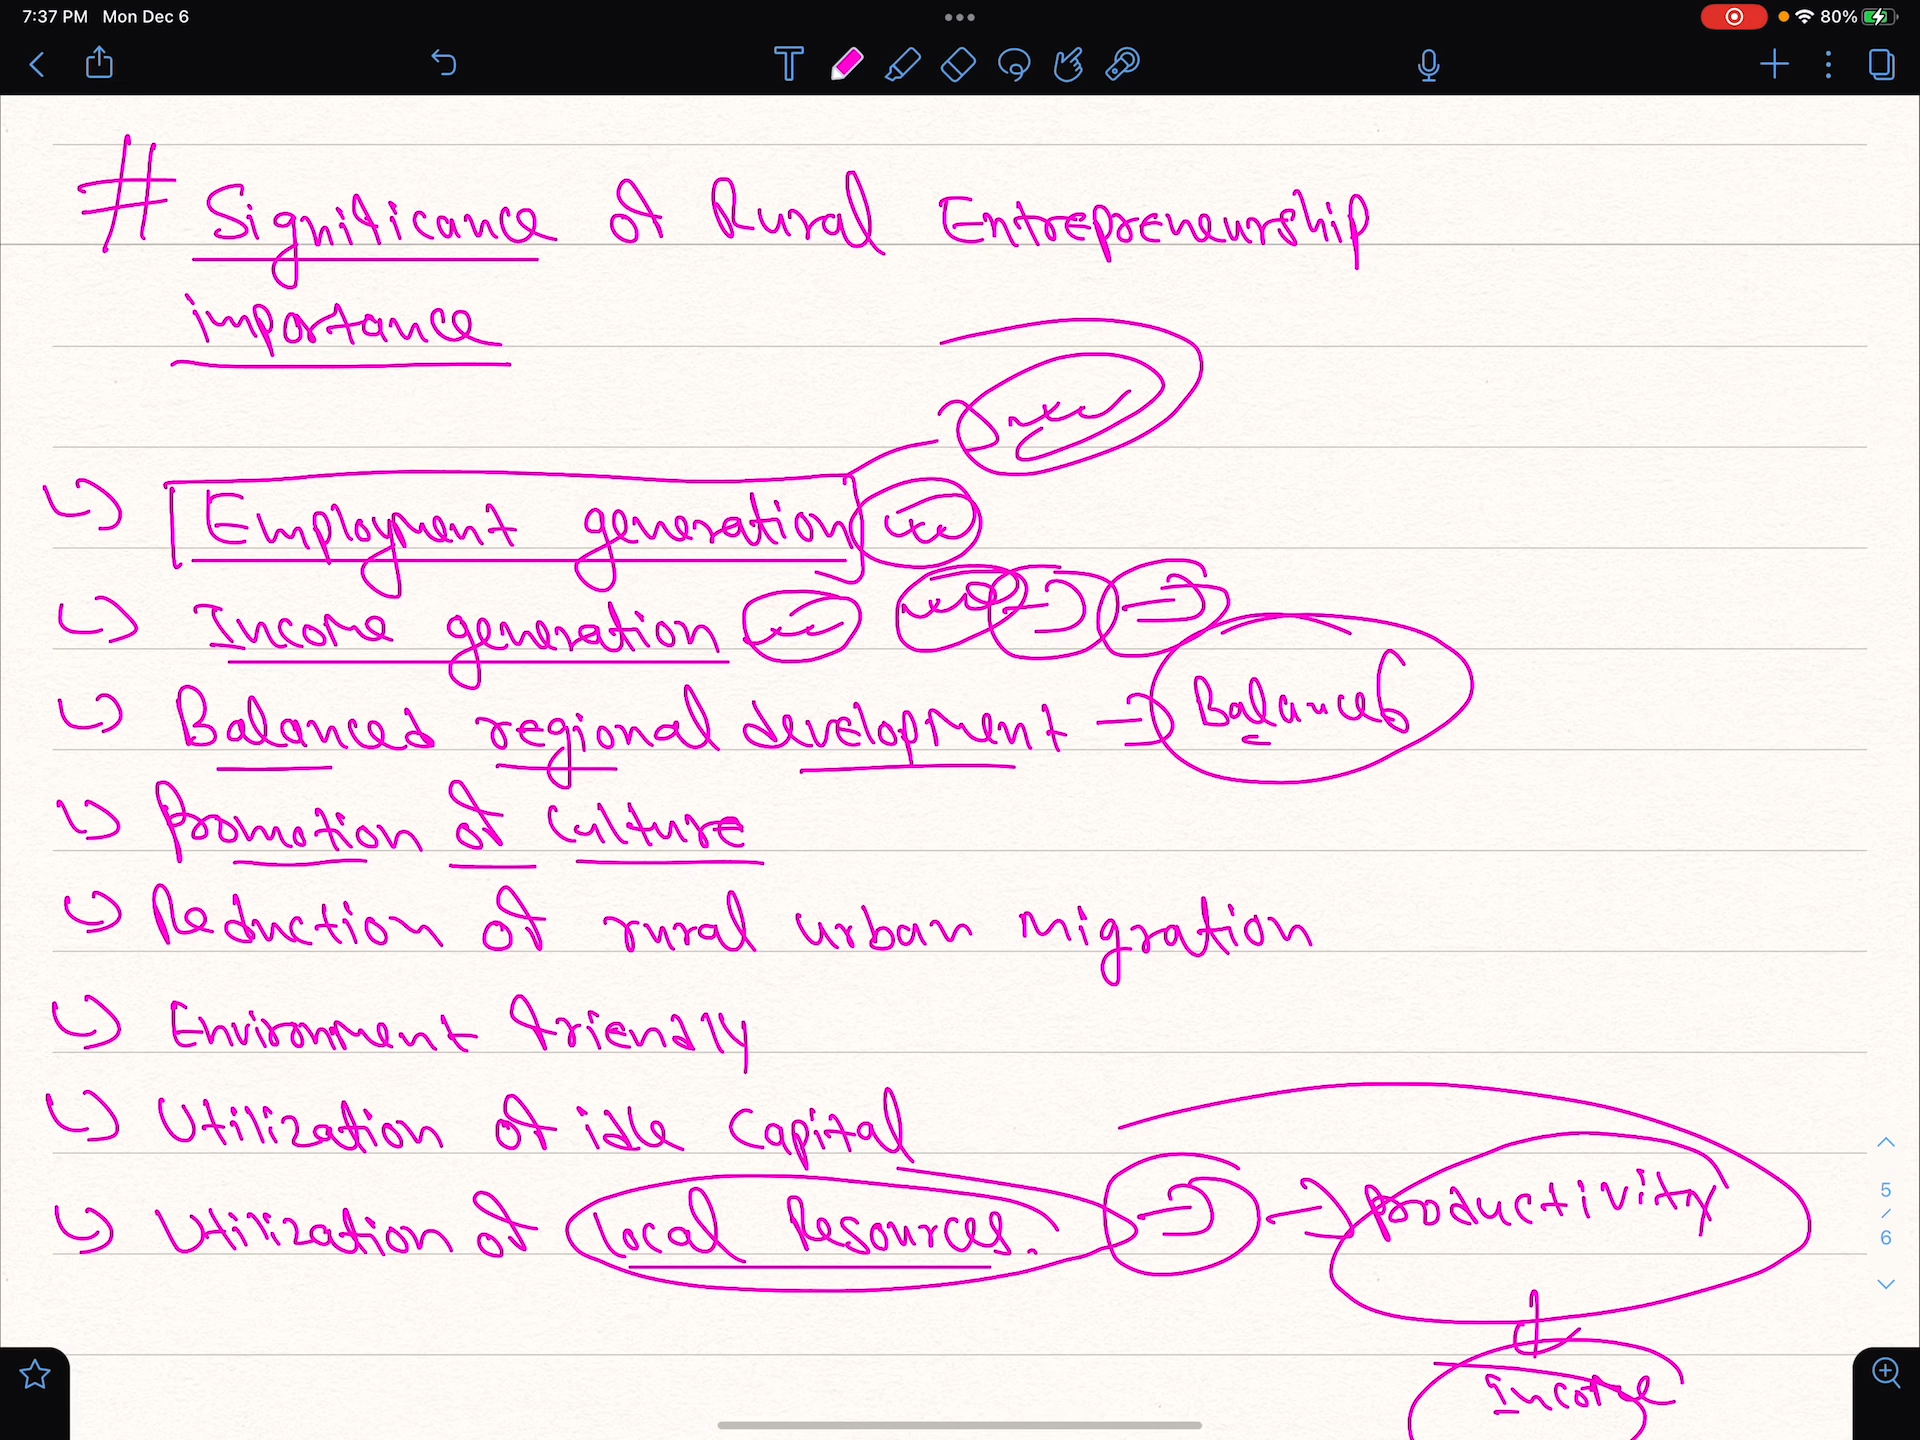 7:37 PM Mon Dec 6
80%
# Significance of Rural Entrepreneurship
importance
Employment generation
Income generation
Balanced regional development → Balanced
Promotion of culture
Reduction of rural urban migration
Environment friendly
Utilization of idle Capital
Utilization of local Resources. → → productivity
Income
5
6